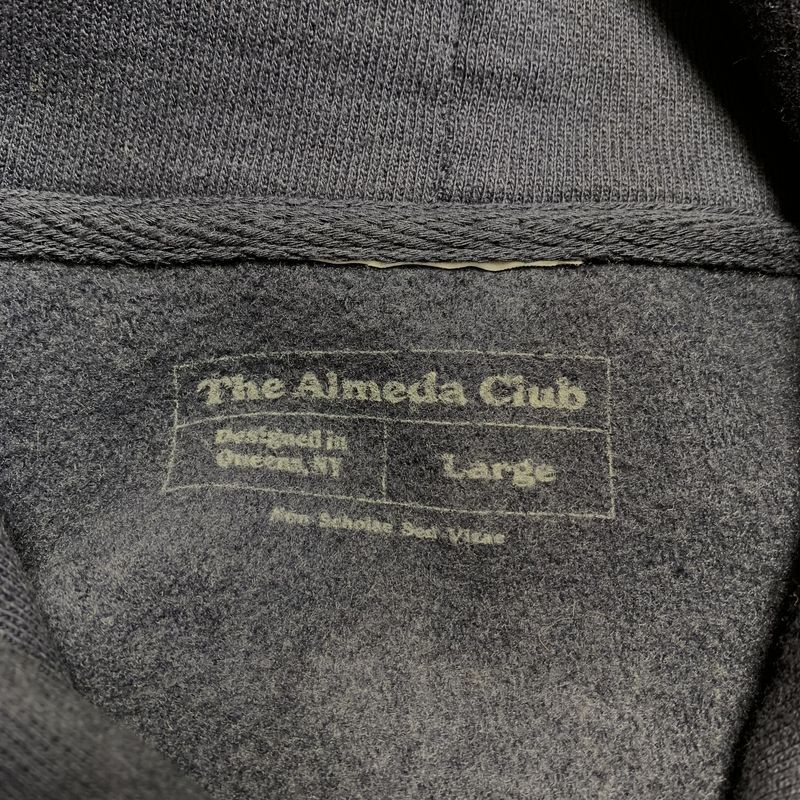 The Almeda Club
Designed in
Queens, NY
Large
Non Scholae Sed Vitae